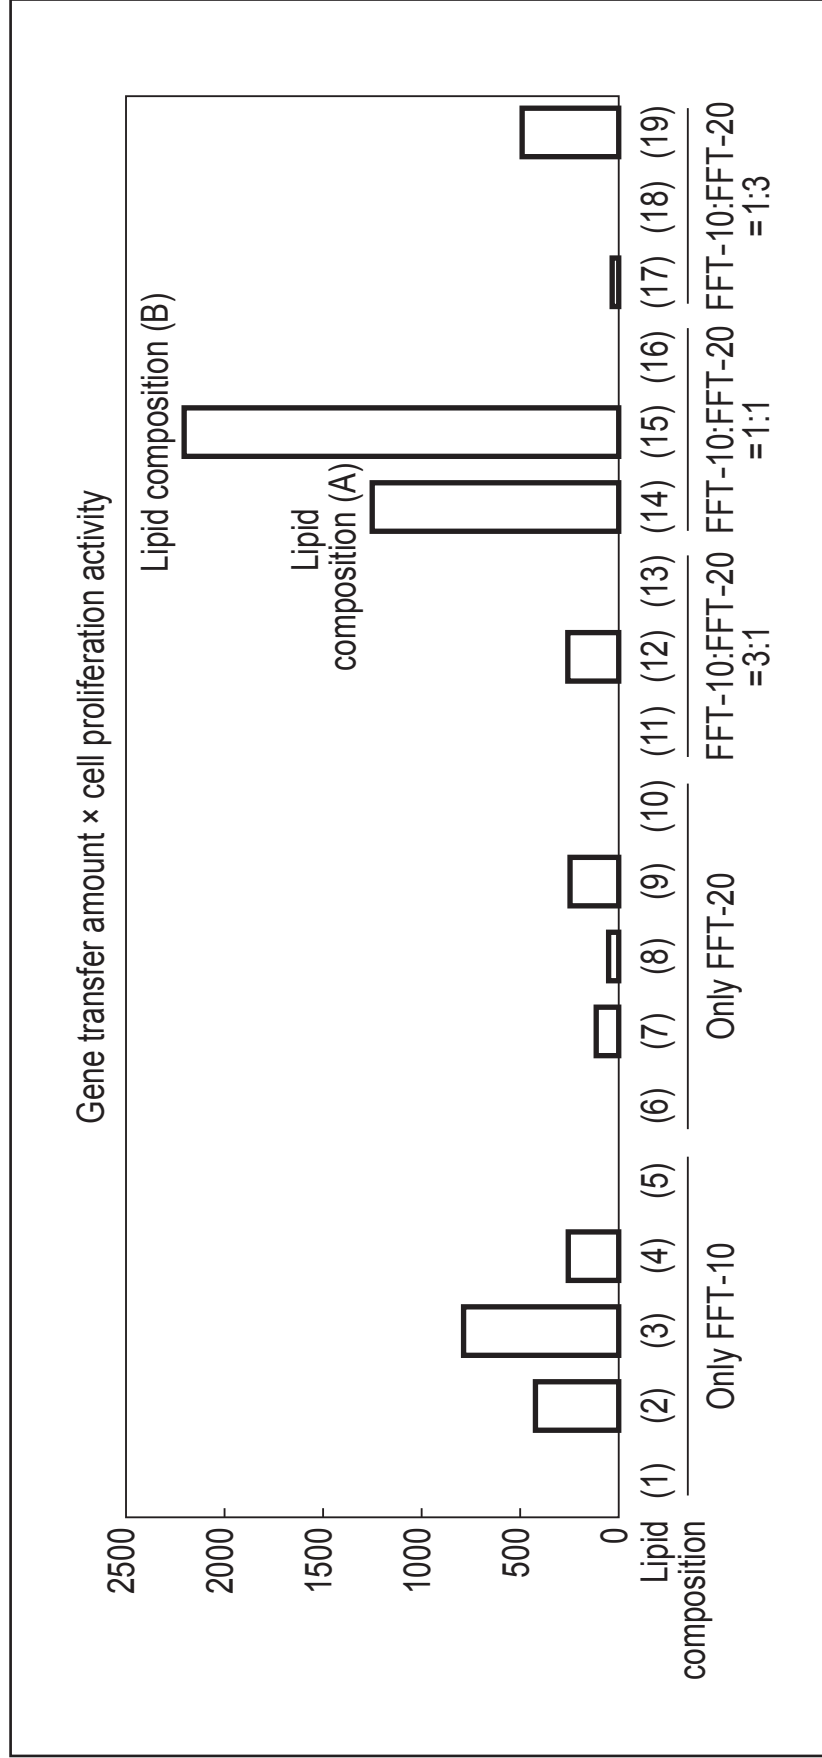 Gene transfer amount × cell proliferation activity
2500
2000
1500
1000
500
0
Lipid composition (B)
Lipid
composition (A)
Lipid
composition
(1) (2) (3) (4) (5) (6) (7) (8) (9) (10) (11) (12) (13) (14) (15) (16) (17) (18) (19)
Only FFT-10
Only FFT-20
FFT-10:FFT-20
=3:1
FFT-10:FFT-20
=1:1
FFT-10:FFT-20
=1:3